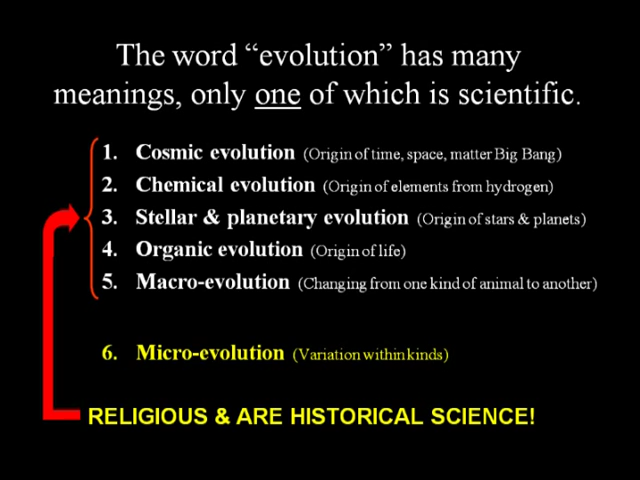 The word “evolution” has many
meanings, only one of which is scientific.
1. Cosmic evolution (Origin of time, space, matter Big Bang)
2. Chemical evolution (Origin of elements from hydrogen)
3. Stellar & planetary evolution (Origin of stars & planets)
4. Organic evolution (Origin of life)
5. Macro-evolution (Changing from one kind of animal to another)
6. Micro-evolution (Variation within kinds)
RELIGIOUS & ARE HISTORICAL SCIENCE!